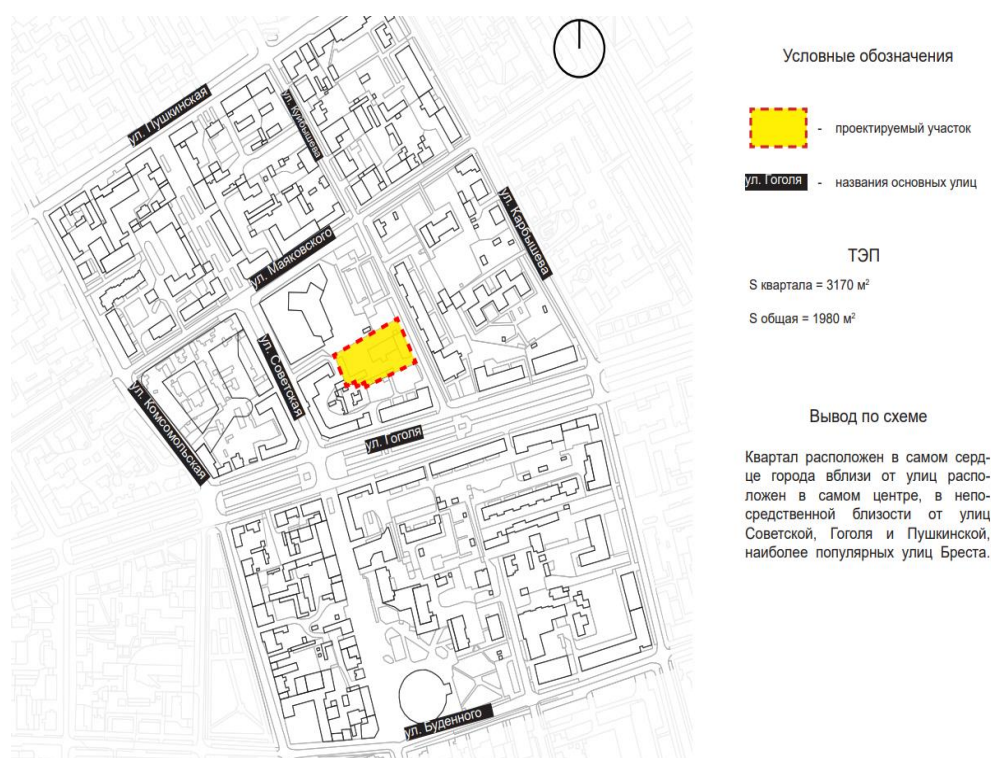 ул. Пушкинская
ул. Куйбышева
ул. Карбышева
ул. Маяковского
ул. Советская
ул. Комсомольская
ул. Гоголя
ул. Буденного
Условные обозначения
- проектируемый участок
ул. Гоголя - названия основных улиц
ТЭП
S квартала = 3170 м²
S общая = 1980 м²
Вывод по схеме
Квартал расположен в самом серд-
це города вблизи от улиц распо-
ложен в самом центре, в непо-
средственной близости от улиц
Советской, Гоголя и Пушкинской,
наиболее популярных улиц Бреста.